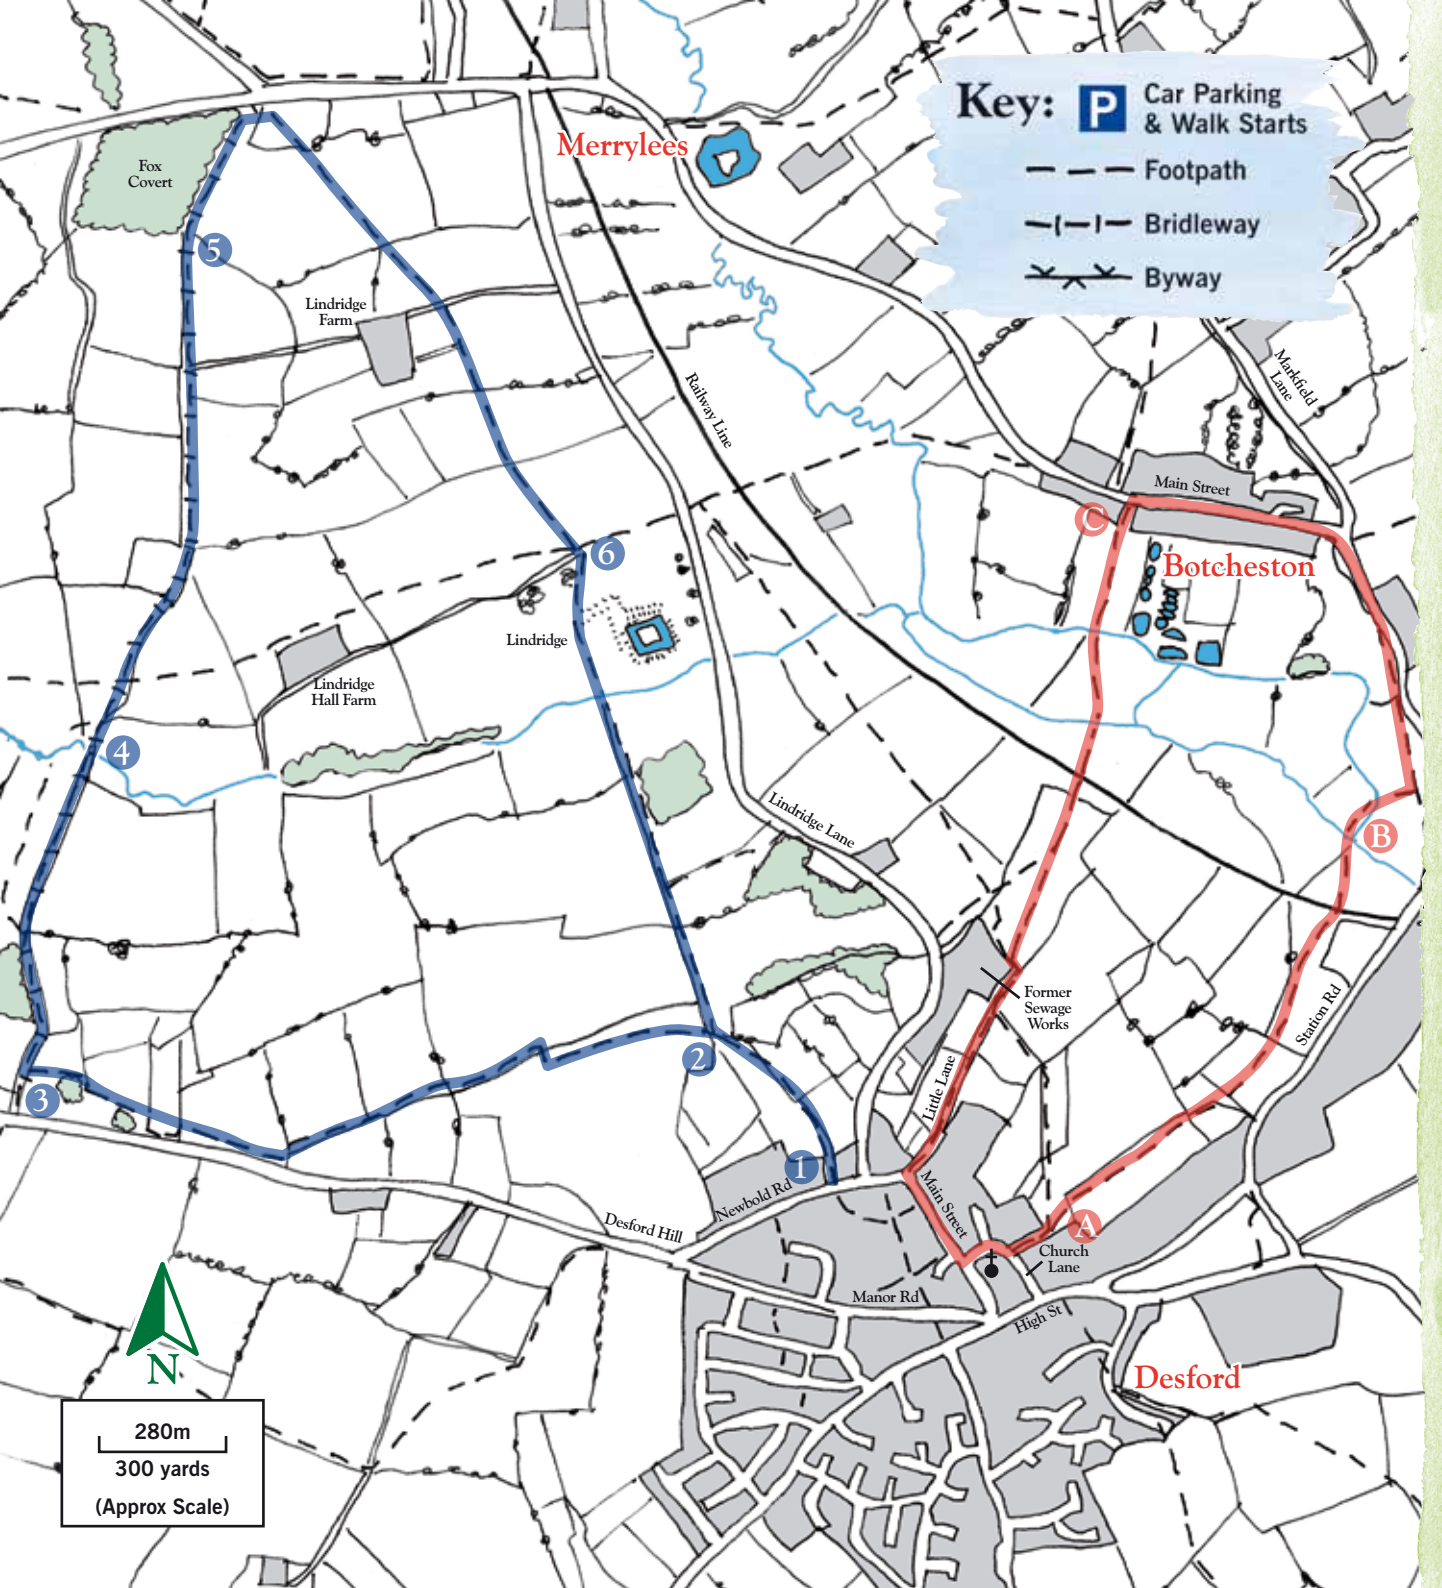 Key:
P
Car Parking
& Walk Starts
Footpath
Bridleway
Byway
Merrylees
Fox
Covert
5
Lindridge
Farm
Railway Line
Markfield
Lane
Main Street
C
Botcheston
6
Lindridge
Lindridge
Hall Farm
4
Lindridge Lane
B
Former
Sewage
Works
Station Rd
2
3
Little Lane
1
Newbold Rd
Main Street
A
Desford Hill
Church
Lane
Manor Rd
High St
N
Desford
280m
300 yards
(Approx Scale)